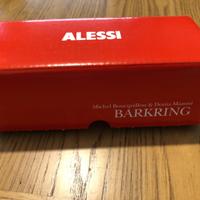 ALESSI
Michel Boucquillon & Donia Maaoui
BARKRING